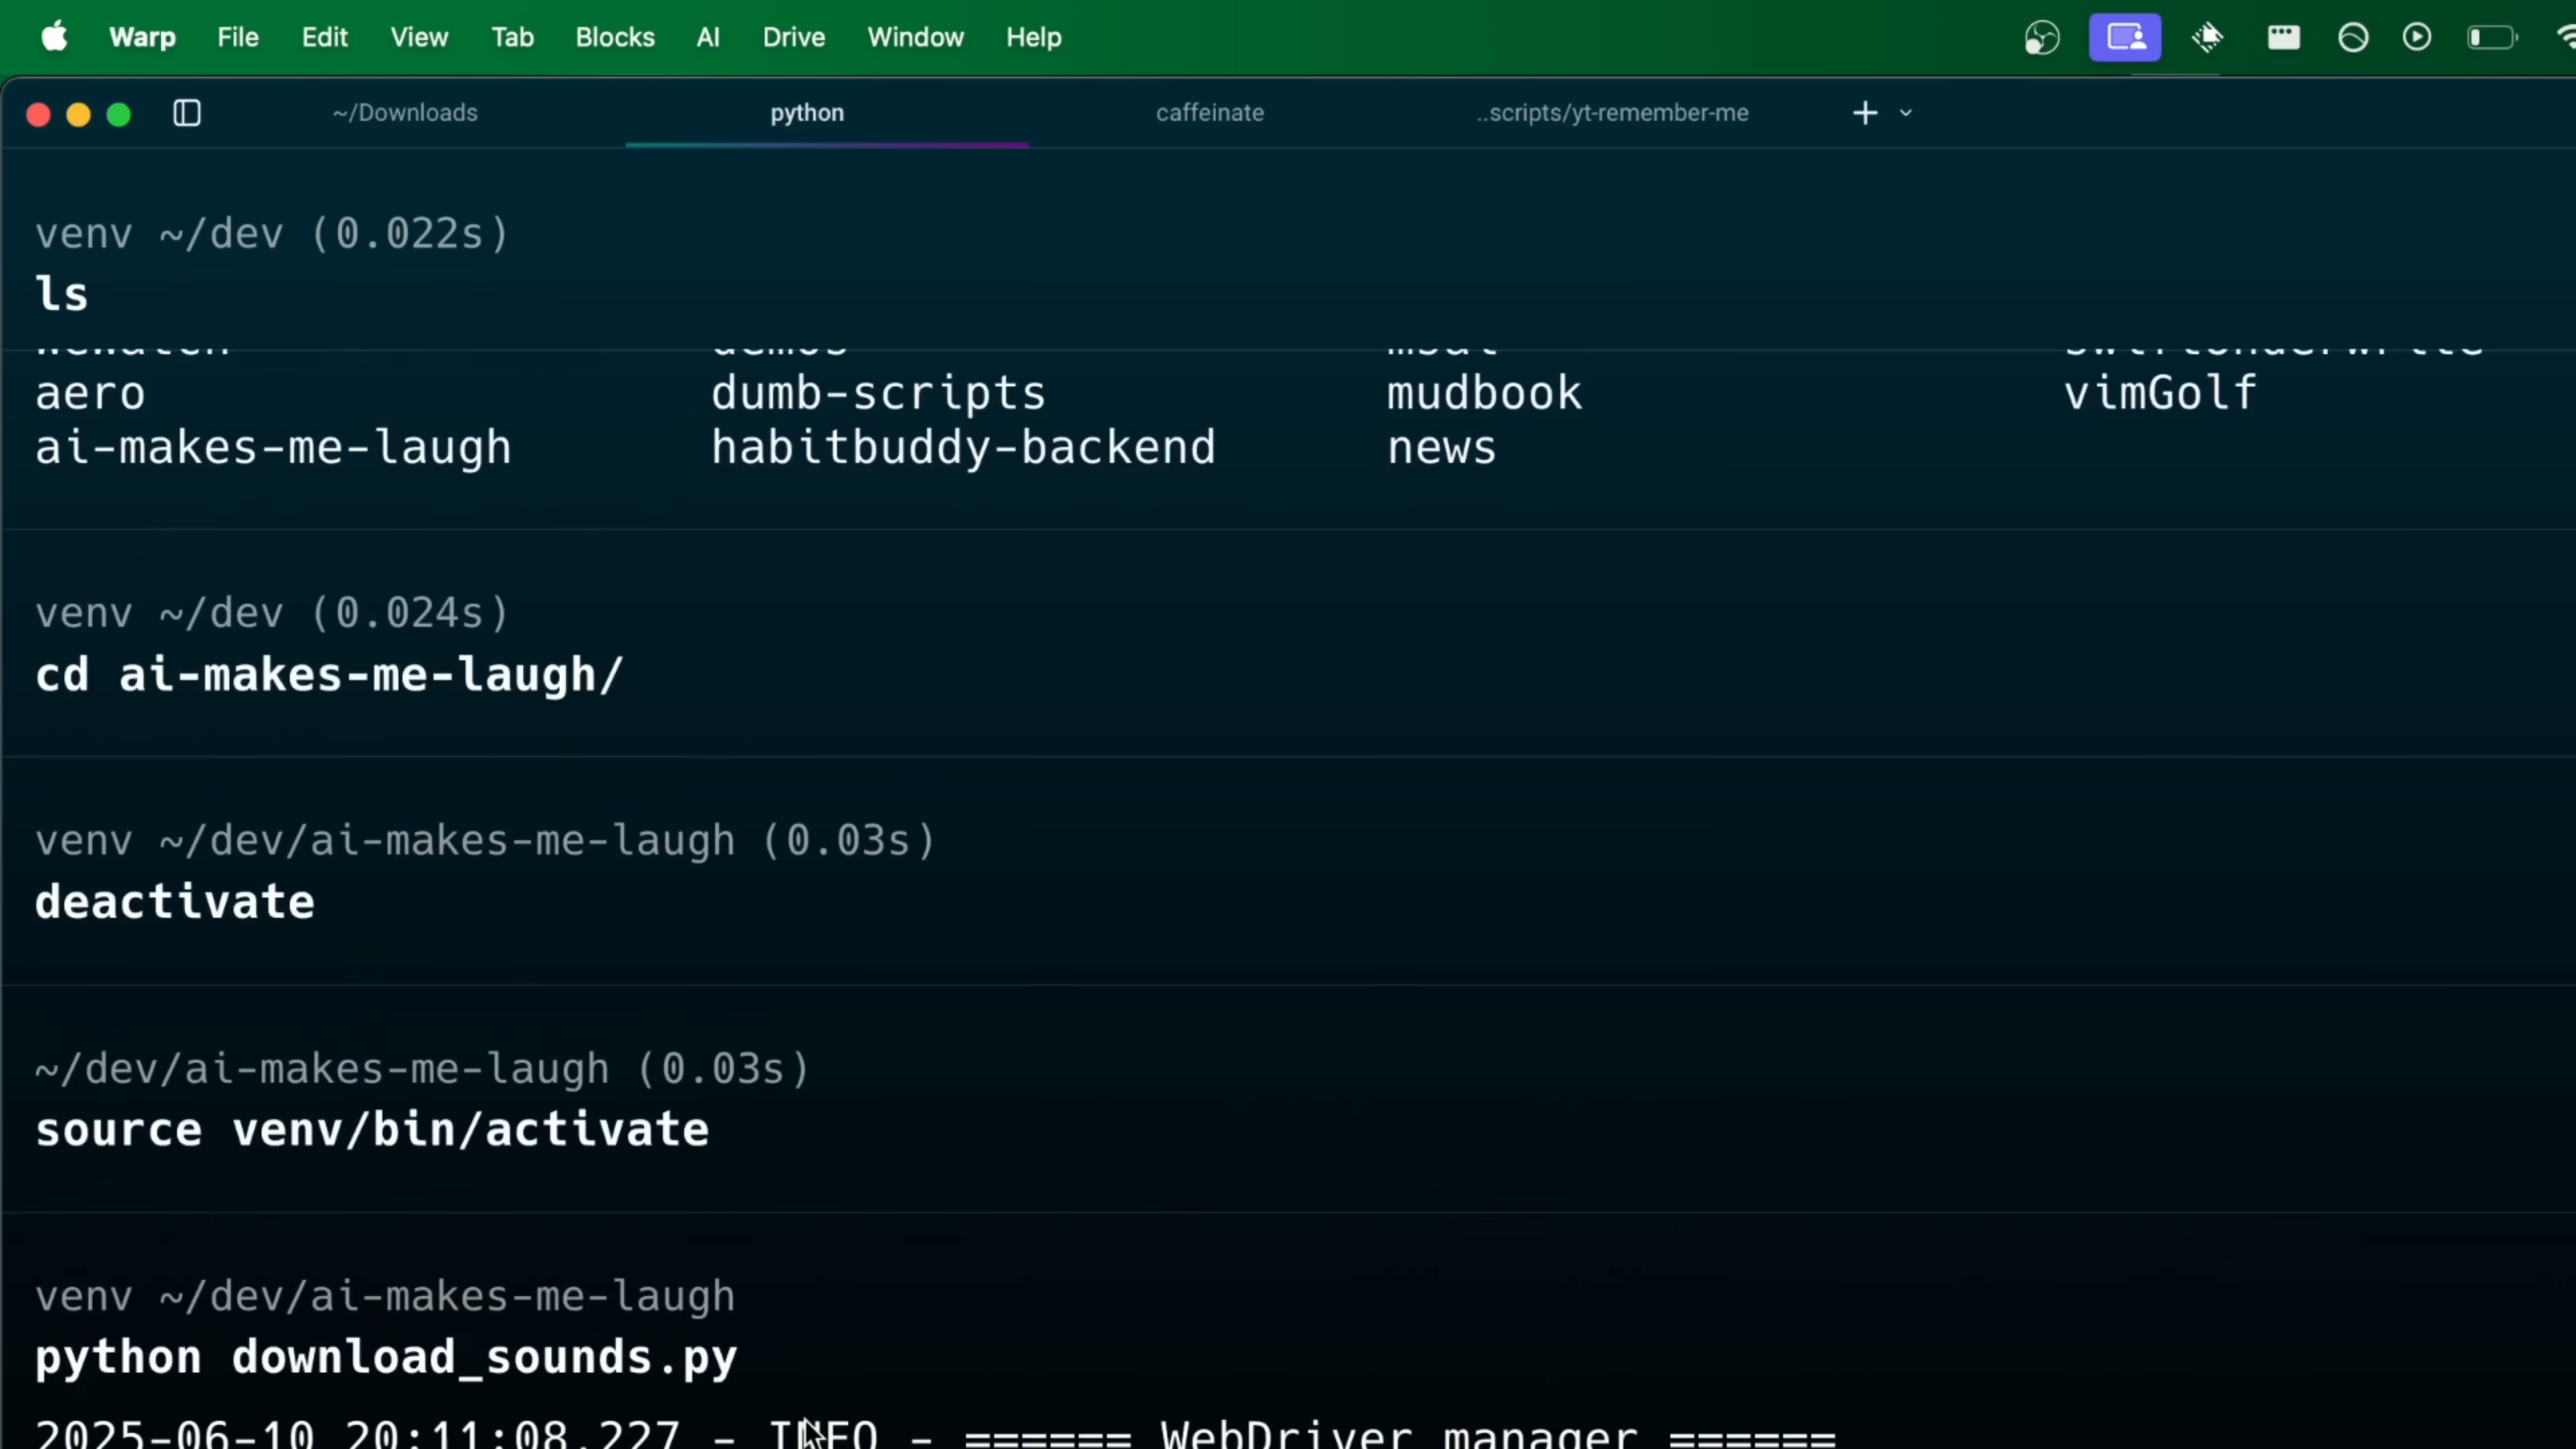 Warp File Edit View Tab Blocks AI Drive Window Help
~/Downloads python caffeinate ..scripts/yt-remember-me
venv ~/dev (0.022s)
ls
aero dumb-scripts mudbook vimGolf
ai-makes-me-laugh habitbuddy-backend news
venv ~/dev (0.024s)
cd ai-makes-me-laugh/
venv ~/dev/ai-makes-me-laugh (0.03s)
deactivate
~/dev/ai-makes-me-laugh (0.03s)
source venv/bin/activate
venv ~/dev/ai-makes-me-laugh
python download_sounds.py
2025-06-10 20:11:08,227 - INFO - ====== WebDriver manager ======